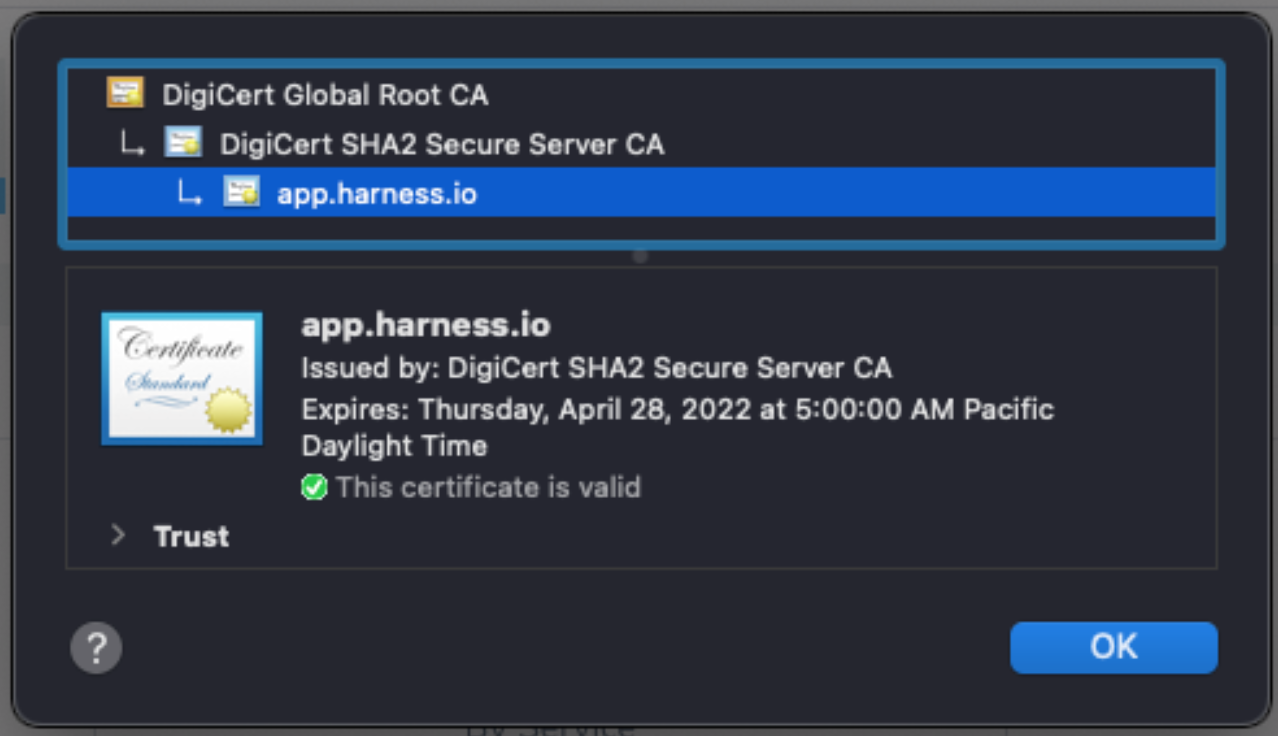 DigiCert Global Root CA
DigiCert SHA2 Secure Server CA
app.harness.io
Certificate
Standard
app.harness.io
Issued by: DigiCert SHA2 Secure Server CA
Expires: Thursday, April 28, 2022 at 5:00:00 AM Pacific
Daylight Time
This certificate is valid
> Trust
?
OK
By Service